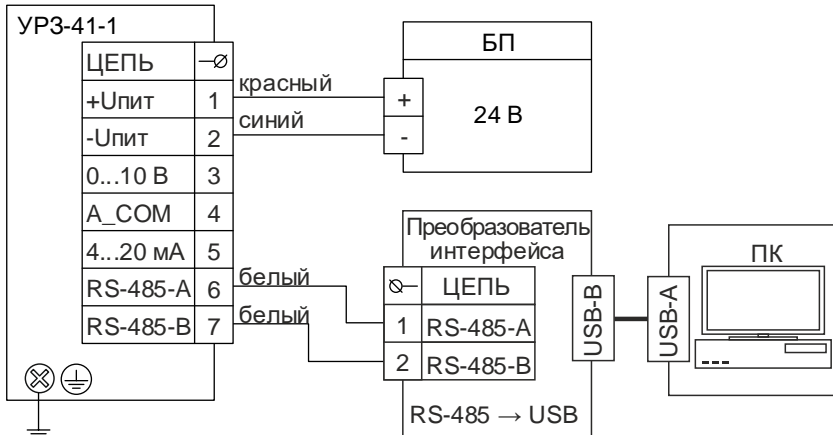 УРЗ-41-1
ЦЕПЬ
+Uпит 1
-Uпит 2
0...10 В 3
A_COM 4
4...20 мА 5
RS-485-A 6
RS-485-B 7
красный
синий
белый
белый
БП
+
-
24 В
Преобразователь
интерфейса
ЦЕПЬ
1 RS-485-A
2 RS-485-B
RS-485 → USB
USB-B
USB-A
ПК